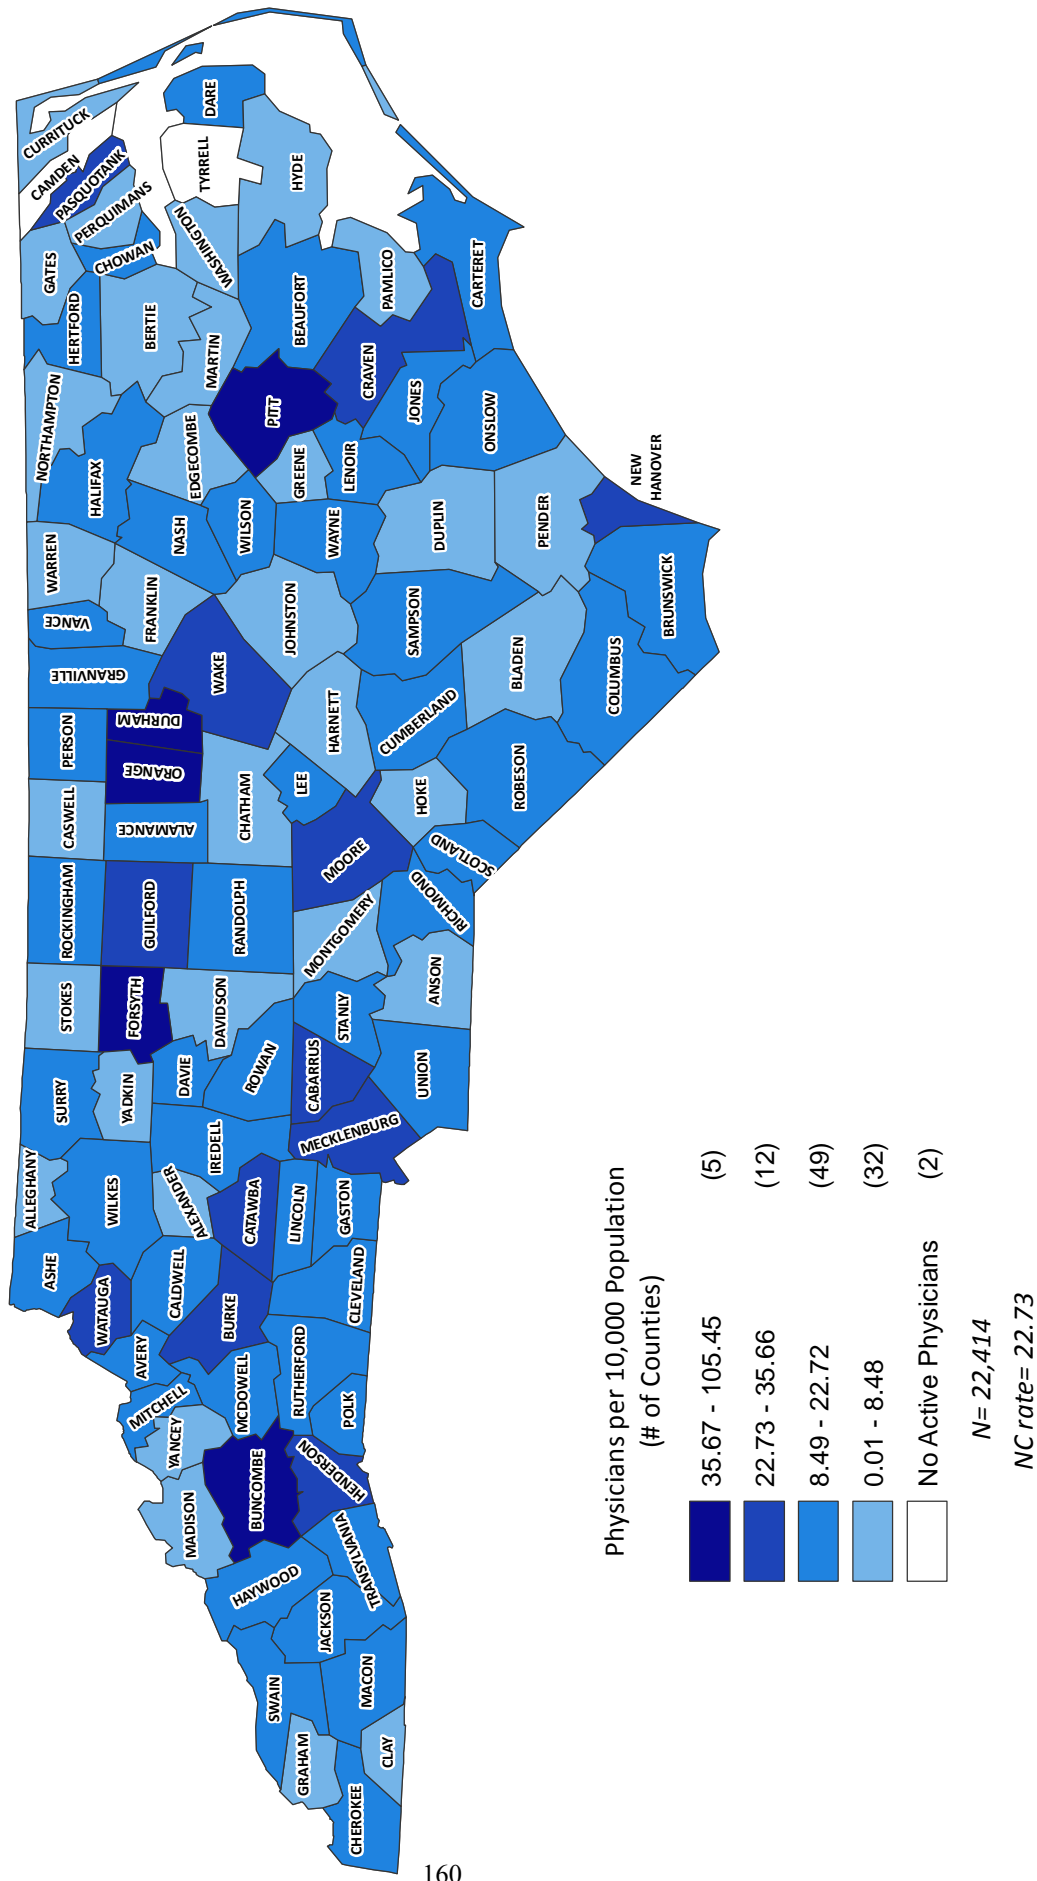 ALLEGHANY
ASHE
SURRY
STOKES
ROCKINGHAM
CASWELL
PERSON
GRANVILLE
VANCE
WARREN
NORTHAMPTON
HERTFORD
GATES
CAMDEN
CURRITUCK
PASQUOTANK
PERQUIMANS
CHOWAN
WATAUGA
WILKES
YADKIN
FORSYTH
GUILFORD
ALAMANCE
ORANGE
DURHAM
FRANKLIN
HALIFAX
BERTIE
MITCHELL
AVERY
CALDWELL
ALEXANDER
DAVIE
DAVIDSON
NASH
EDGECOMBE
MARTIN
WASHINGTON
TYRRELL
DARE
MADISON
YANCEY
BURKE
CATAWBA
IREDELL
ROWAN
RANDOLPH
CHATHAM
WAKE
WILSON
PITT
BEAUFORT
HYDE
HAYWOOD
BUNCOMBE
MCDOWELL
LINCOLN
CABARRUS
LEE
JOHNSTON
GREENE
SWAIN
RUTHERFORD
GASTON
MECKLENBURG
STANLY
MONTGOMERY
MOORE
HARNETT
WAYNE
LENOIR
CRAVEN
PAMLICO
GRAHAM
JACKSON
HENDERSON
POLK
CLEVELAND
CHEROKEE
CLAY
MACON
TRANSYLVANIA
UNION
ANSON
RICHMOND
SCOTLAND
HOKE
CUMBERLAND
SAMPSON
DUPLIN
JONES
CARTERET
ROBESON
BLADEN
PENDER
ONSLOW
COLUMBUS
BRUNSWICK
NEW
HANOVER
Physicians per 10,000 Population
(# of Counties)
35.67 - 105.45 (5)
22.73 - 35.66 (12)
8.49 - 22.72 (49)
0.01 - 8.48 (32)
No Active Physicians (2)
N= 22,414
NC rate= 22.73
160